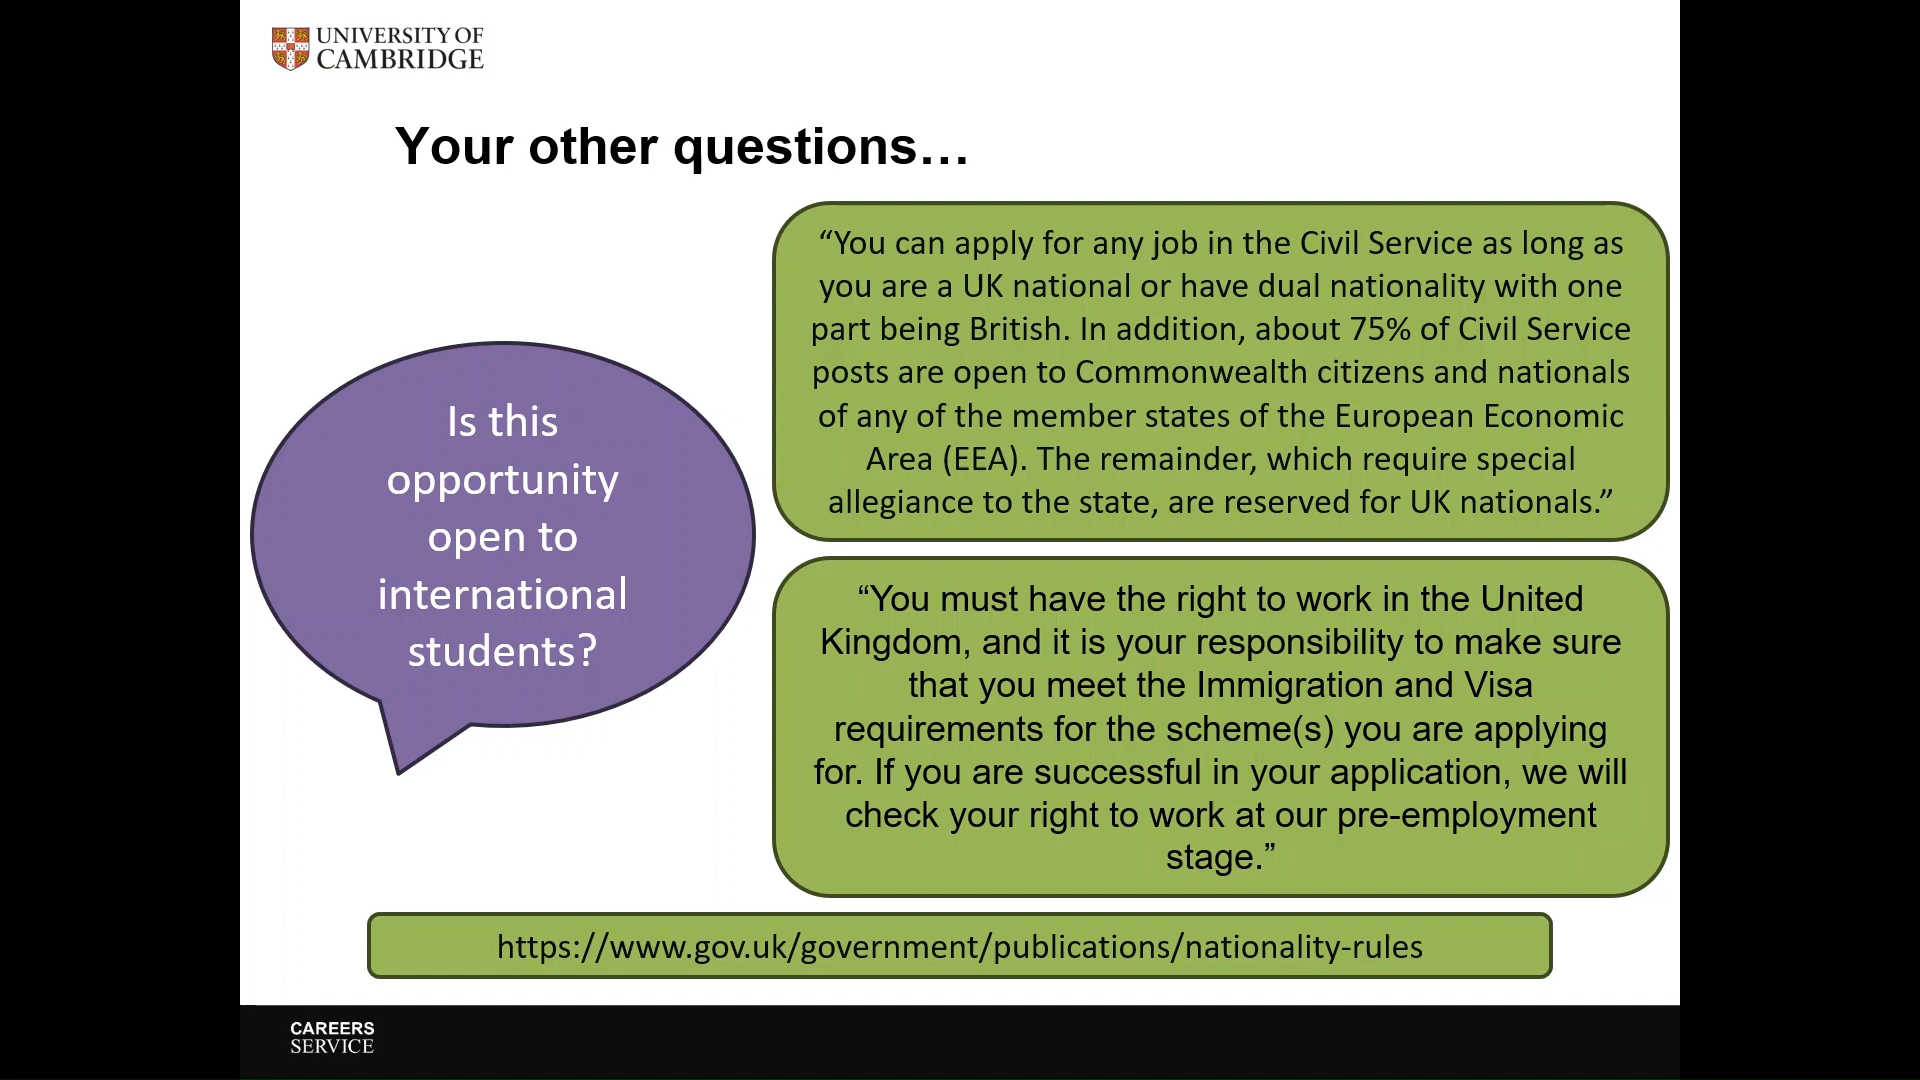 UNIVERSITY OF
CAMBRIDGE
Your other questions…
Is this
opportunity
open to
international
students?
“You can apply for any job in the Civil Service as long as
you are a UK national or have dual nationality with one
part being British. In addition, about 75% of Civil Service
posts are open to Commonwealth citizens and nationals
of any of the member states of the European Economic
Area (EEA). The remainder, which require special
allegiance to the state, are reserved for UK nationals.”
“You must have the right to work in the United
Kingdom, and it is your responsibility to make sure
that you meet the Immigration and Visa
requirements for the scheme(s) you are applying
for. If you are successful in your application, we will
check your right to work at our pre-employment
stage.”
https://www.gov.uk/government/publications/nationality-rules
CAREERS
SERVICE